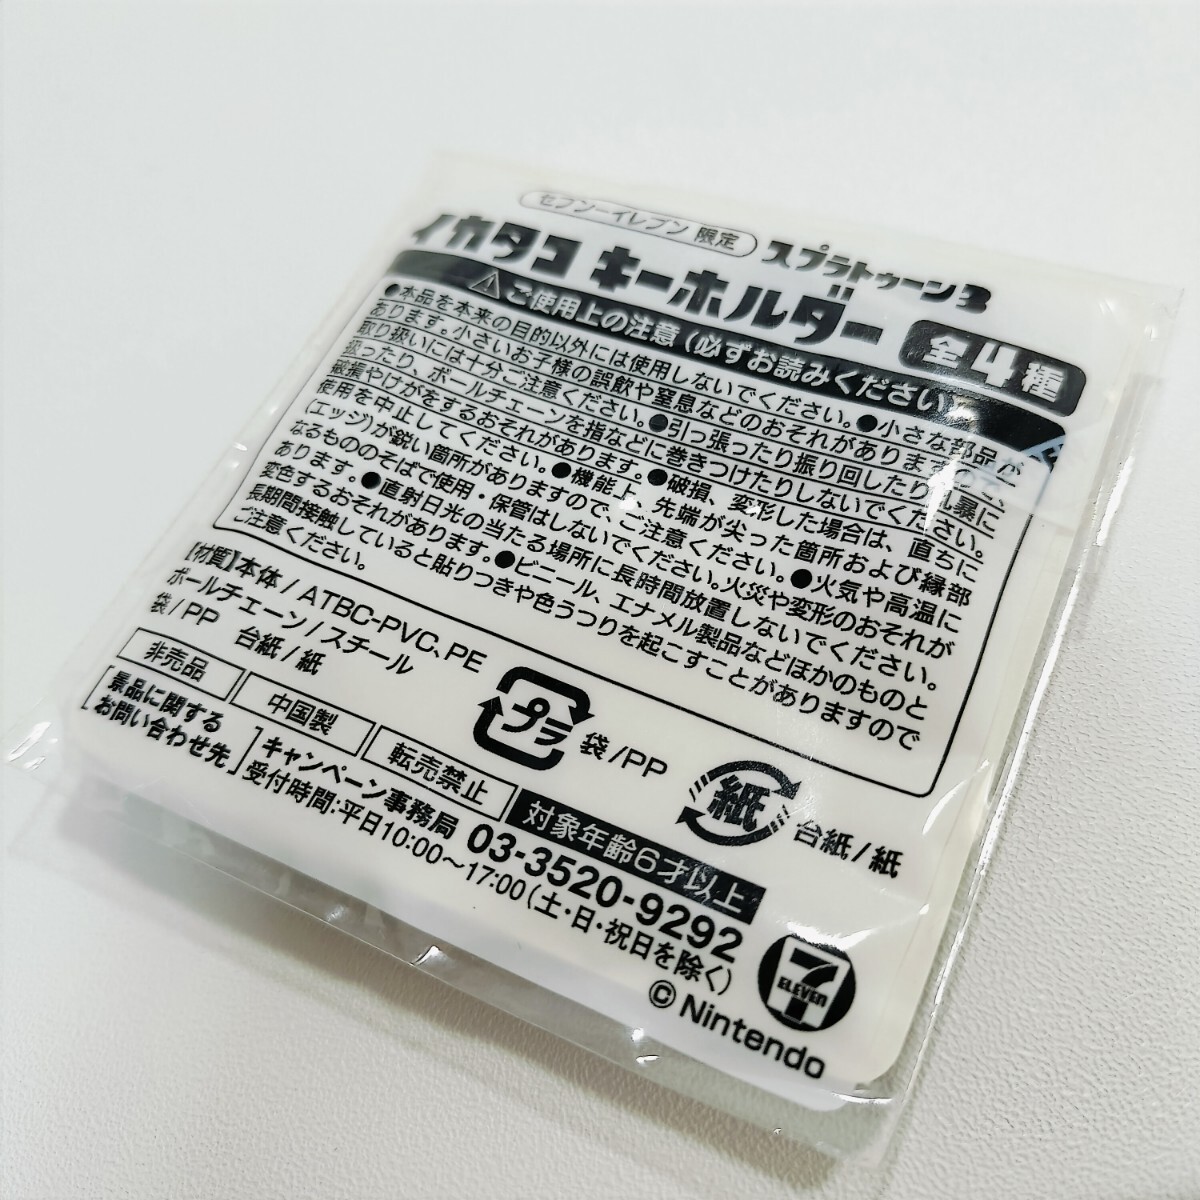 セブン-イレブン 限定
スプラトゥーン3
イカタコ キーホルダー 全4種
⚠ご使用上の注意(必ずお読みください)
●本品を本来の目的以外には使用しないでください。●小さな部品が
あります。小さいお子様の誤飲や窒息などのおそれがありますので、
取り扱いには十分ご注意ください。●引っ張ったり振り回したり乱暴に
扱ったり、ボールチェーンを指などに巻きつけたりしないでください。
破損やけがをするおそれがあります。●破損、変形した場合は、直ちに
使用を中止してください。●機能上、先端が尖った箇所および縁部
(エッジ)が鋭い箇所がありますので、ご注意ください。●火気や高温に
なるもののそばで使用・保管はしないでください。火災や変形のおそれが
あります。●直射日光の当たる場所に長時間放置しないでください。
変色するおそれがあります。●ビニール、エナメル製品などほかのものと
長期間接触していると貼りつきや色うつりを起こすことがありますので
ご注意ください。
【材質】本体/ATBC-PVC、PE
ボールチェーン/スチール
袋/PP 台紙/紙
プラ
袋/PP
紙
台紙/紙
非売品
中国製
転売禁止
対象年齢6才以上
景品に関する
お問い合わせ先
キャンペーン事務局 03-3520-9292
受付時間:平日10:00~17:00(土・日・祝日を除く)
7
ELEVEN
© Nintendo